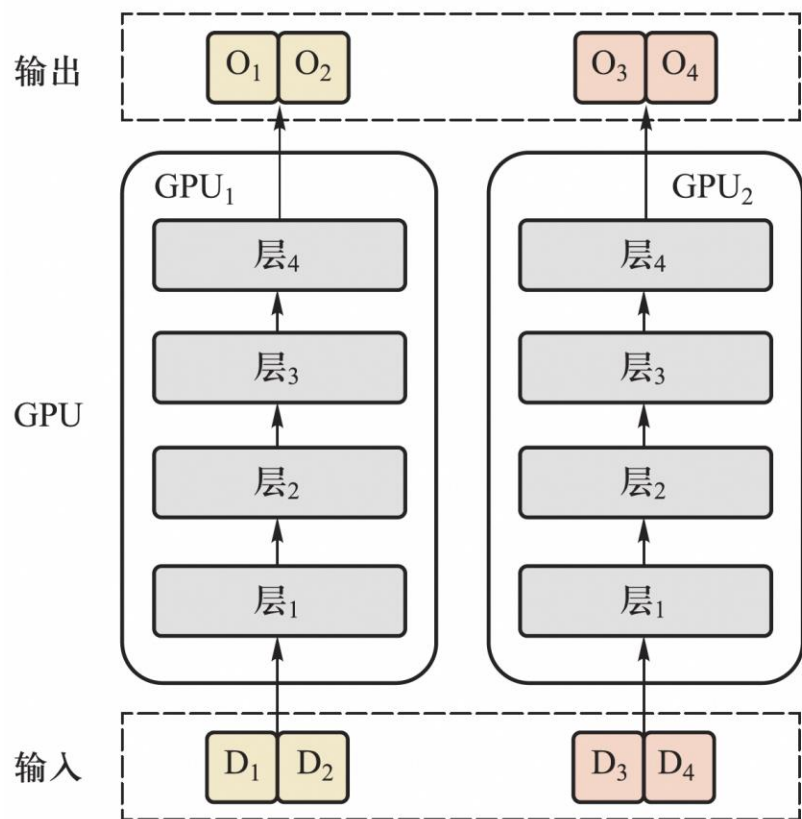 输出
O₁ O₂ O₃ O₄
GPU₁ GPU₂
层₄ 层₄
层₃ 层₃
GPU
层₂ 层₂
层₁ 层₁
输入
D₁ D₂ D₃ D₄